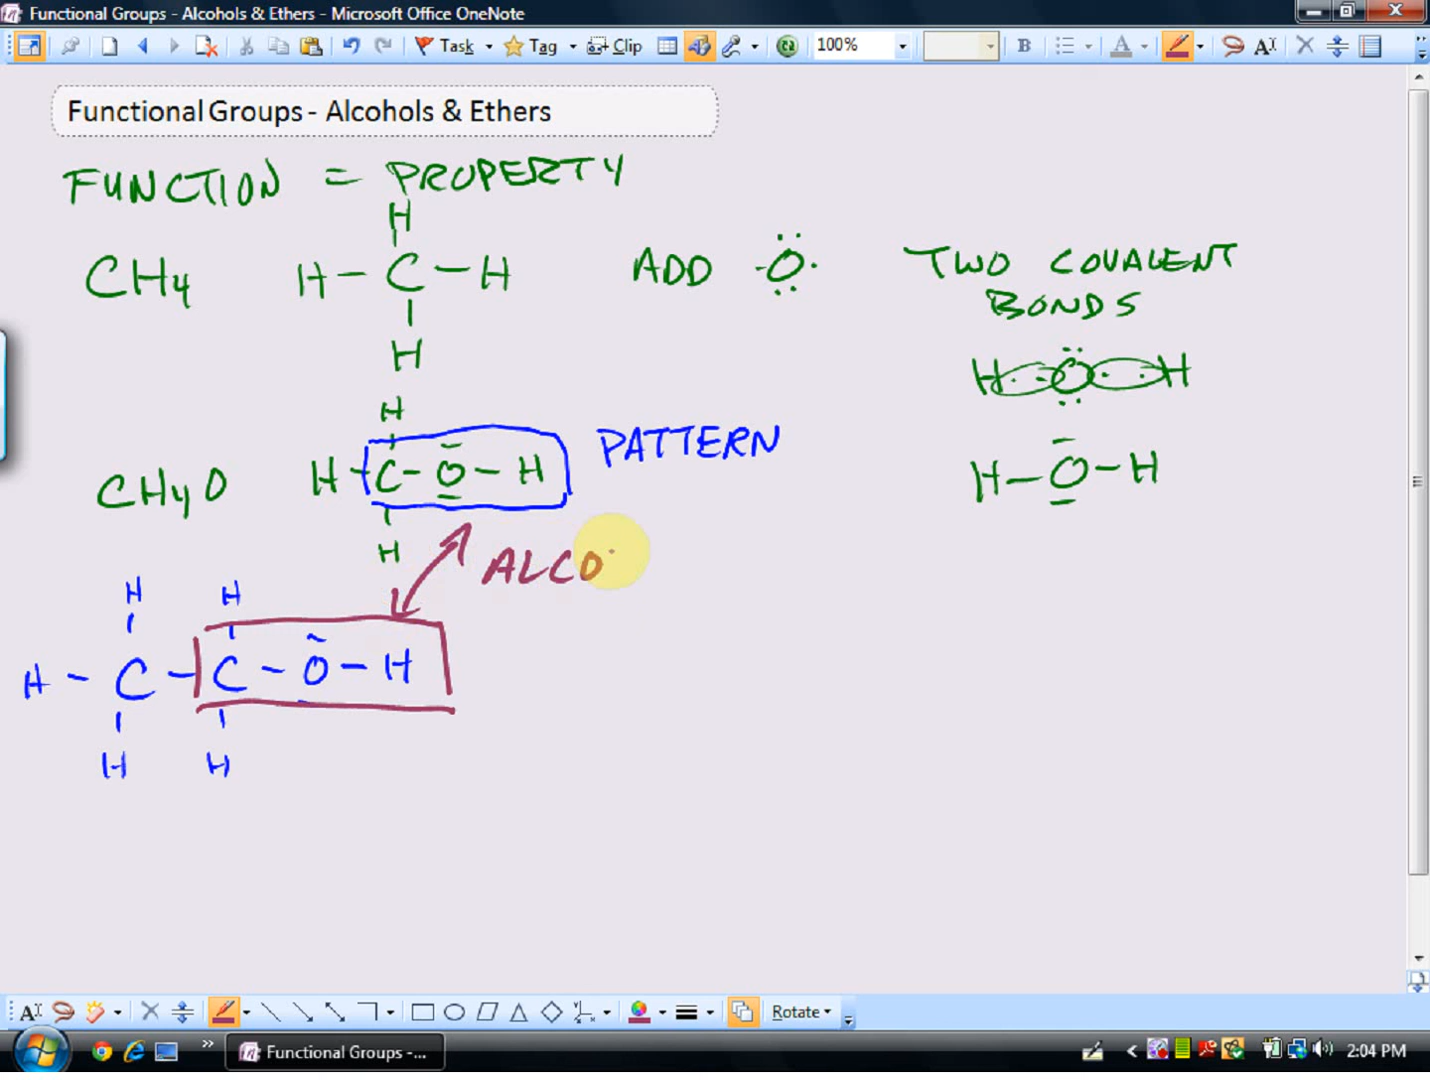 Functional Groups - Alcohols & Ethers - Microsoft Office OneNote
Task Tag Clip 100% B A A
Functional Groups - Alcohols & Ethers
FUNCTION = PROPERTY
H
CH4 H - C - H ADD ·O· TWO COVALENT
BONDS
H
H·O·H
H
CH4O H - C - O - H PATTERN H - O - H
H
ALCO
H H
H - C - C - O - H
H H
A Rotate
Functional Groups -...
2:04 PM